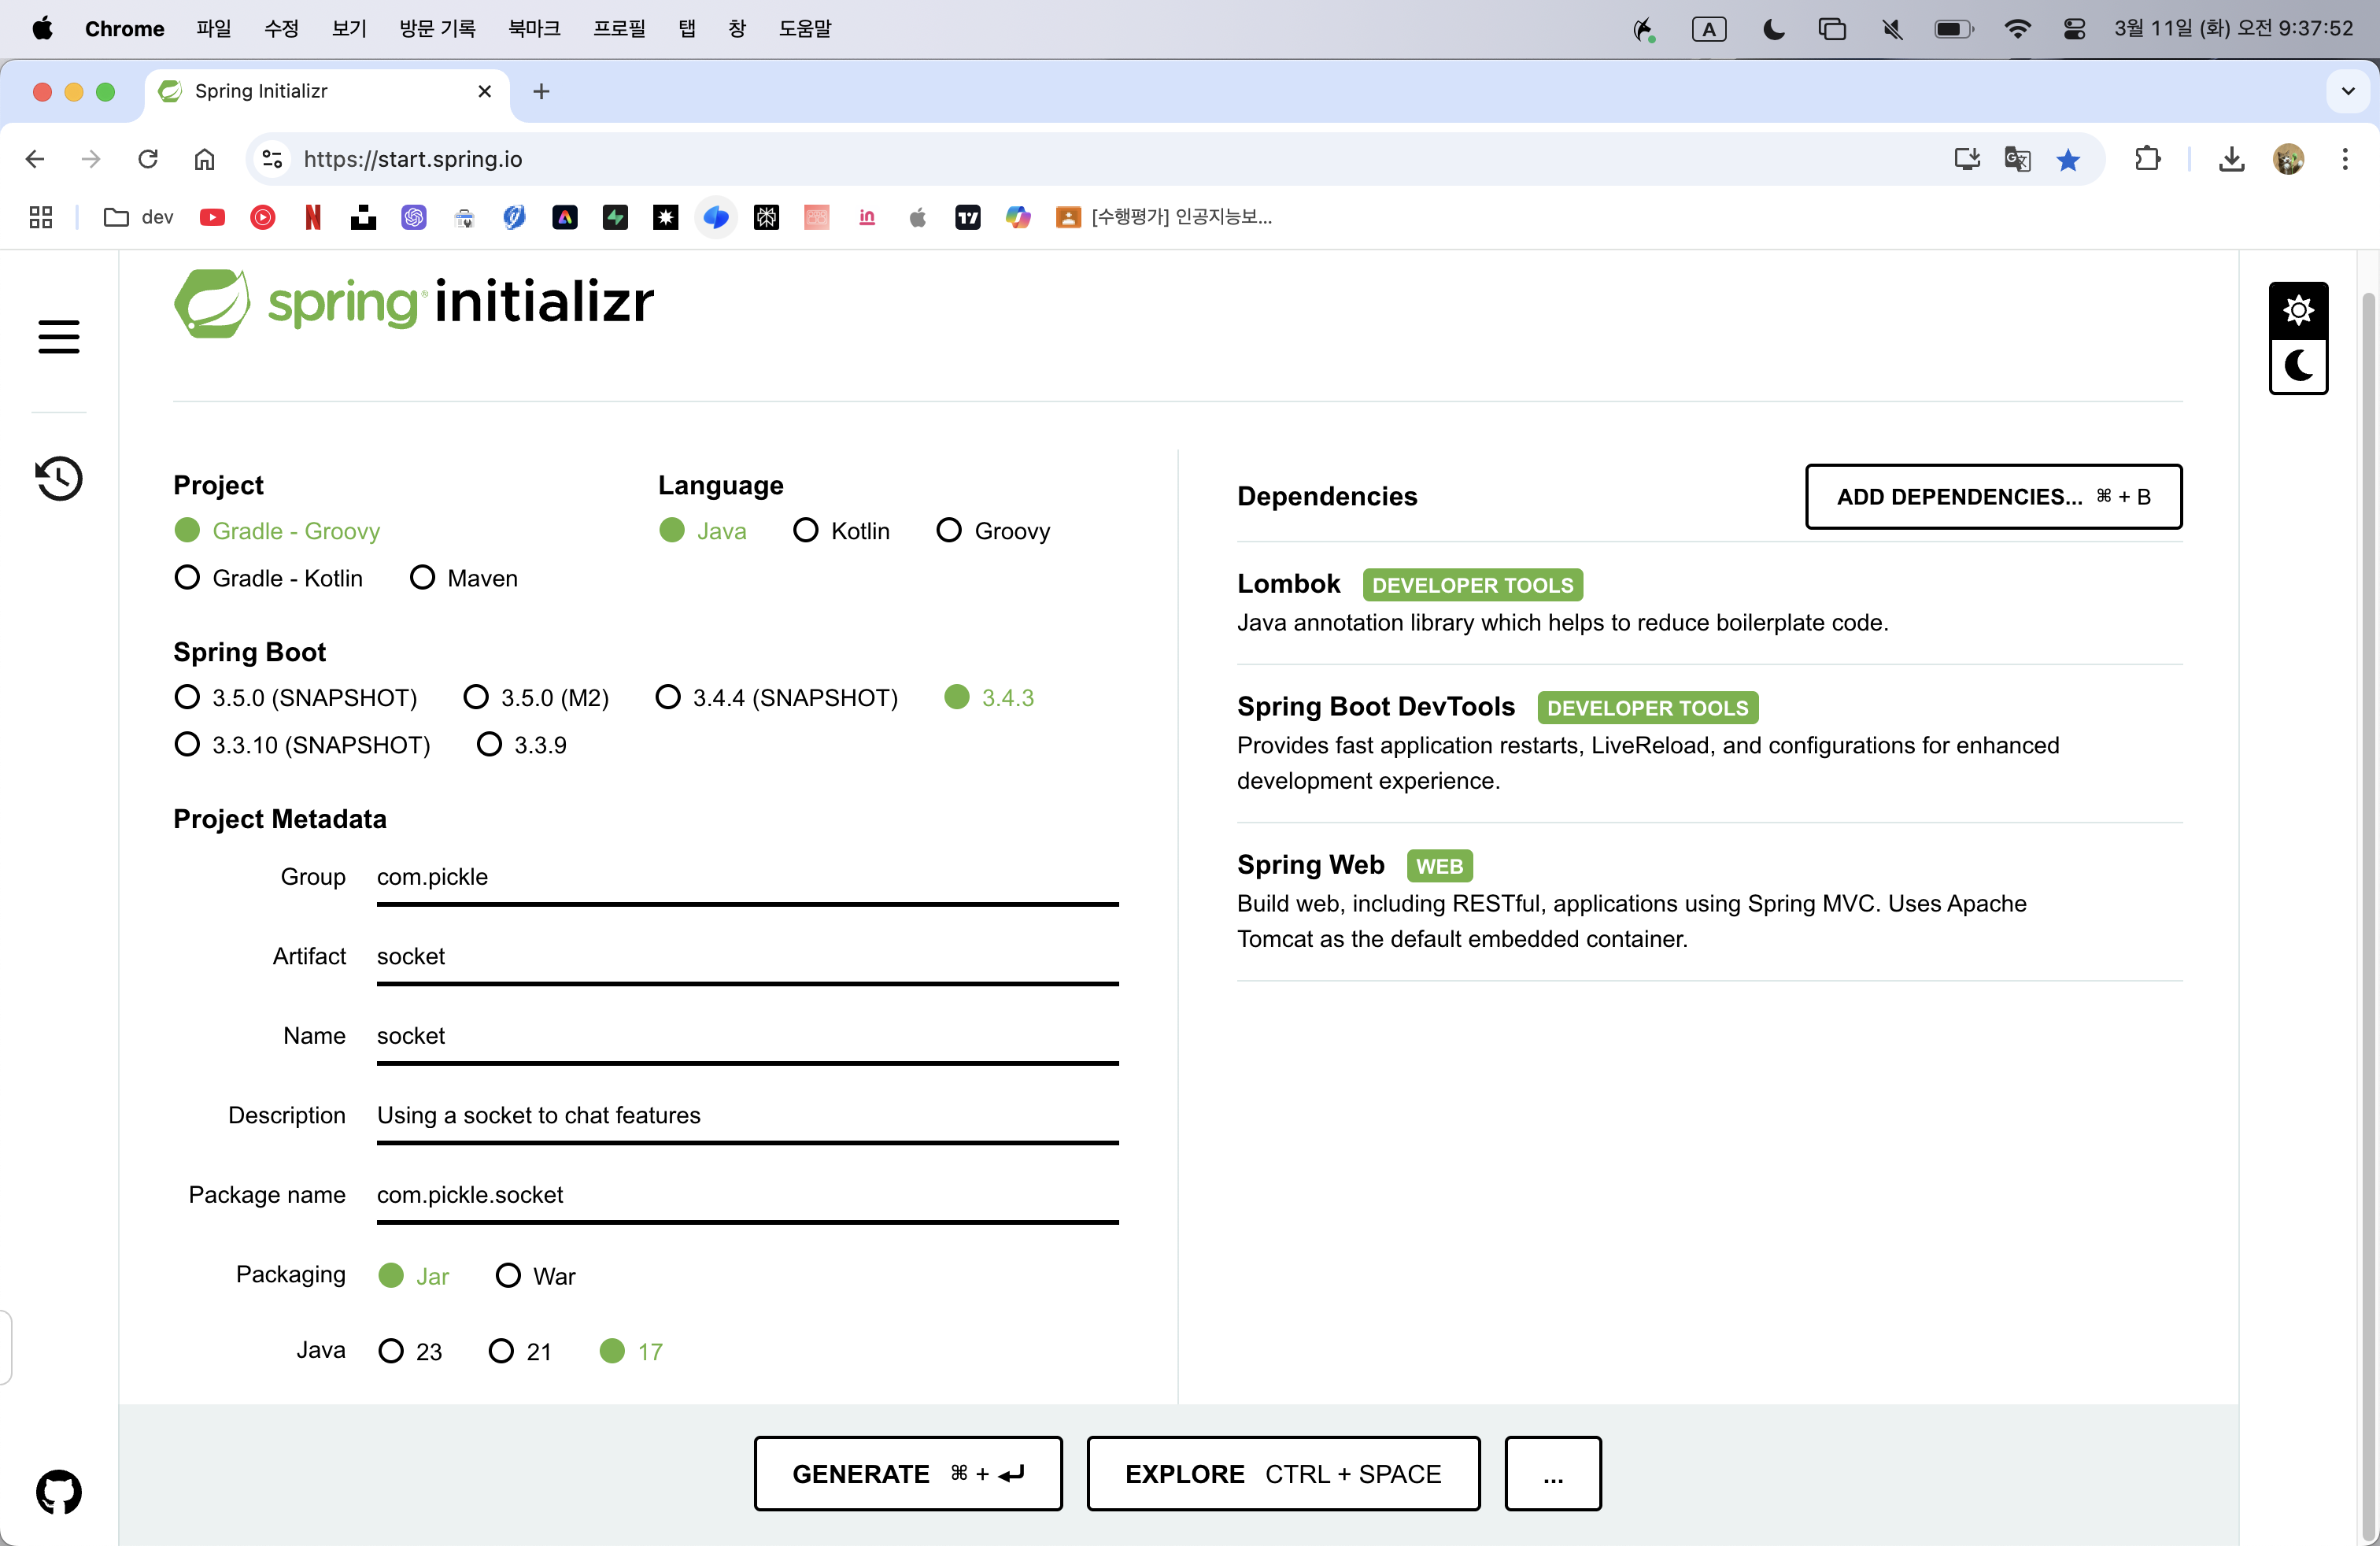 Chrome 파일 수정 보기 방문 기록 북마크 프로필 탭 창 도움말 A 3월 11일 (화) 오전 9:37:52
Spring Initializr
https://start.spring.io
dev [수행평가] 인공지능보...
spring initializr
Project
Gradle - Groovy
Gradle - Kotlin Maven
Language
Java Kotlin Groovy
Spring Boot
3.5.0 (SNAPSHOT) 3.5.0 (M2) 3.4.4 (SNAPSHOT) 3.4.3
3.3.10 (SNAPSHOT) 3.3.9
Project Metadata
Group com.pickle
Artifact socket
Name socket
Description Using a socket to chat features
Package name com.pickle.socket
Packaging Jar War
Java 23 21 17
Dependencies ADD DEPENDENCIES... ⌘ + B
Lombok DEVELOPER TOOLS
Java annotation library which helps to reduce boilerplate code.
Spring Boot DevTools DEVELOPER TOOLS
Provides fast application restarts, LiveReload, and configurations for enhanced
development experience.
Spring Web WEB
Build web, including RESTful, applications using Spring MVC. Uses Apache
Tomcat as the default embedded container.
GENERATE ⌘ + ↵ EXPLORE CTRL + SPACE ...